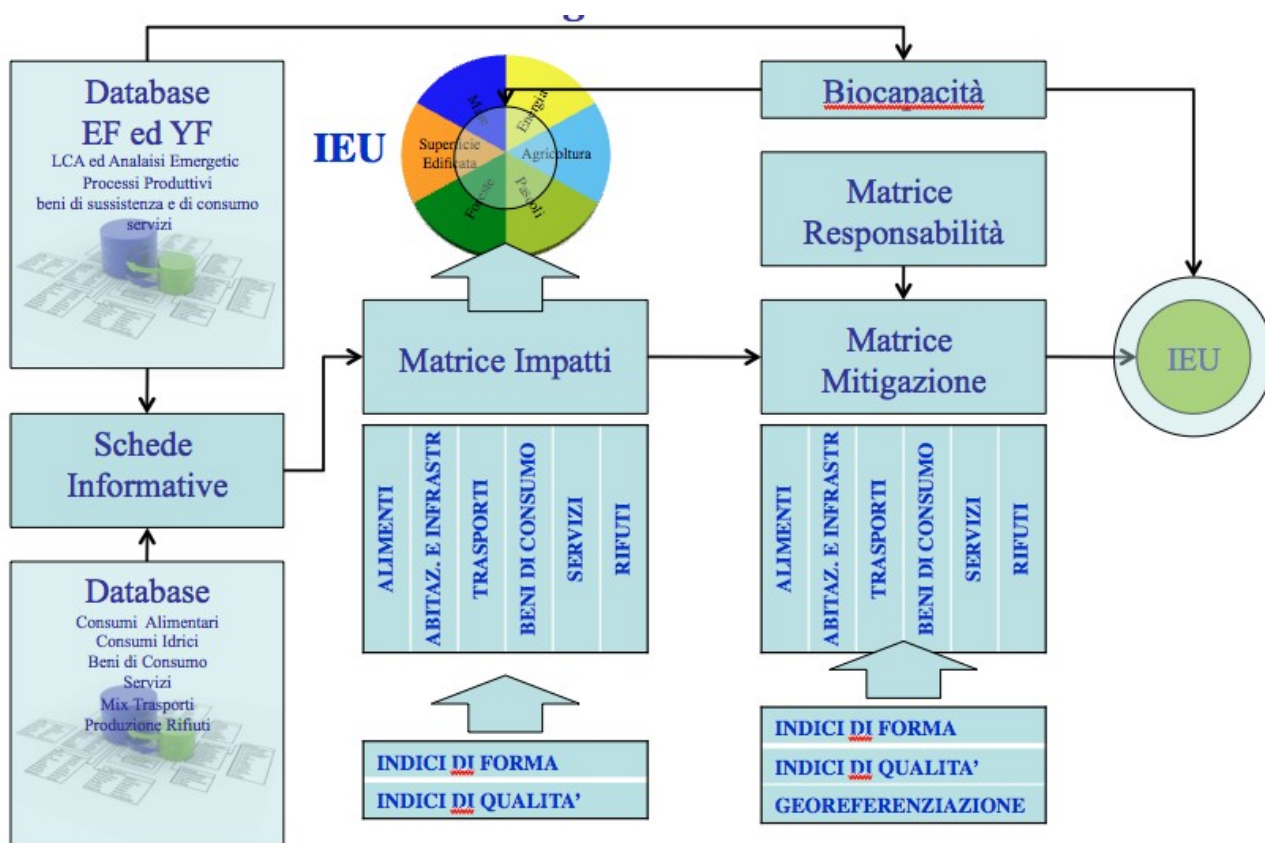 Database
EF ed YF
LCA ed Analaisi Emergetic
Processi Produttivi
beni di sussistenza e di consumo
servizi
IEU
Mare
Energia
Superficie
Edificata
Agricoltura
Foreste
Pascoli
Biocapacità
Matrice
Responsabilità
Schede
Informative
Matrice Impatti
Matrice
Mitigazione
IEU
ALIMENTI
ABITAZ. E INFRASTR
TRASPORTI
BENI DI CONSUMO
SERVIZI
RIFUTI
ALIMENTI
ABITAZ. E INFRASTR
TRASPORTI
BENI DI CONSUMO
SERVIZI
RIFUTI
Database
Consumi Alimentari
Consumi Idrici
Beni di Consumo
Servizi
Mix Trasporti
Produzione Rifiuti
INDICI DI FORMA
INDICI DI QUALITA’
INDICI DI FORMA
INDICI DI QUALITA’
GEOREFERENZIAZIONE